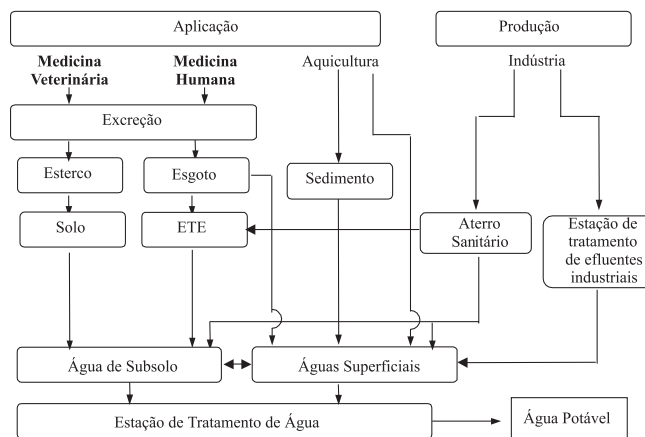 Aplicação
Produção
Medicina
Veterinária
Medicina
Humana
Aquicultura
Indústria
Excreção
Esterco
Esgoto
Sedimento
Solo
ETE
Aterro
Sanitário
Estação de
tratamento
de efluentes
industriais
Água de Subsolo
Águas Superficiais
Estação de Tratamento de Água
Água Potável